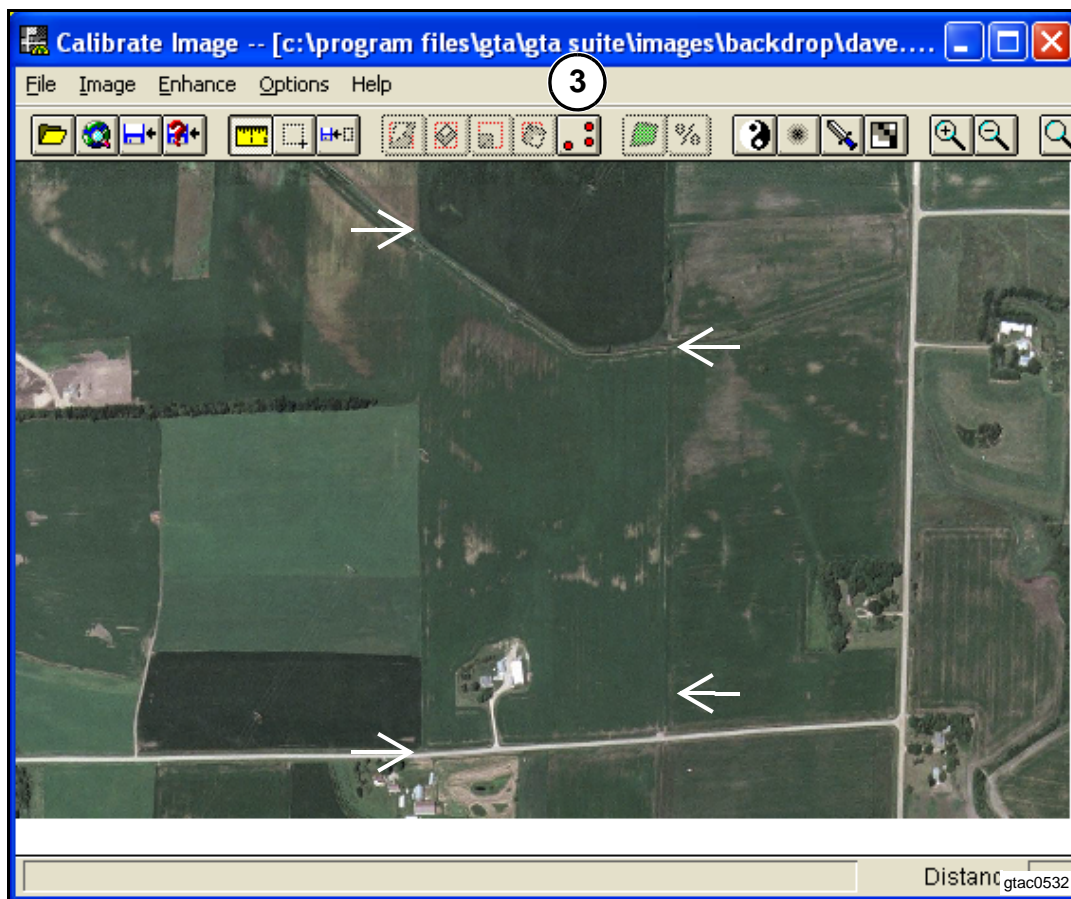 Calibrate Image -- [c:\program files\gta\gta suite\images\backdrop\dave....
File Image Enhance Options Help
3
%
Distanc
gtac0532